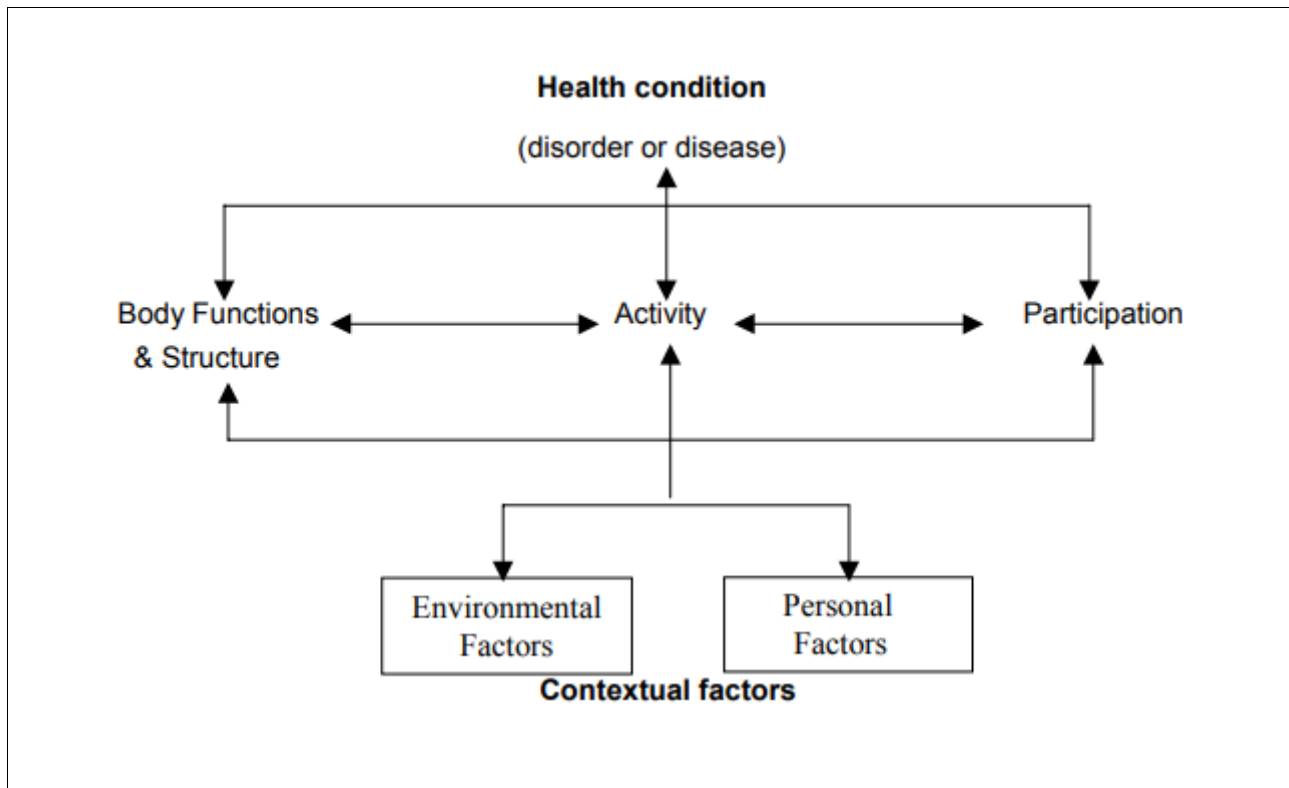 Health condition
(disorder or disease)
Body Functions
& Structure
Activity
Participation
Environmental
Factors
Personal
Factors
Contextual factors